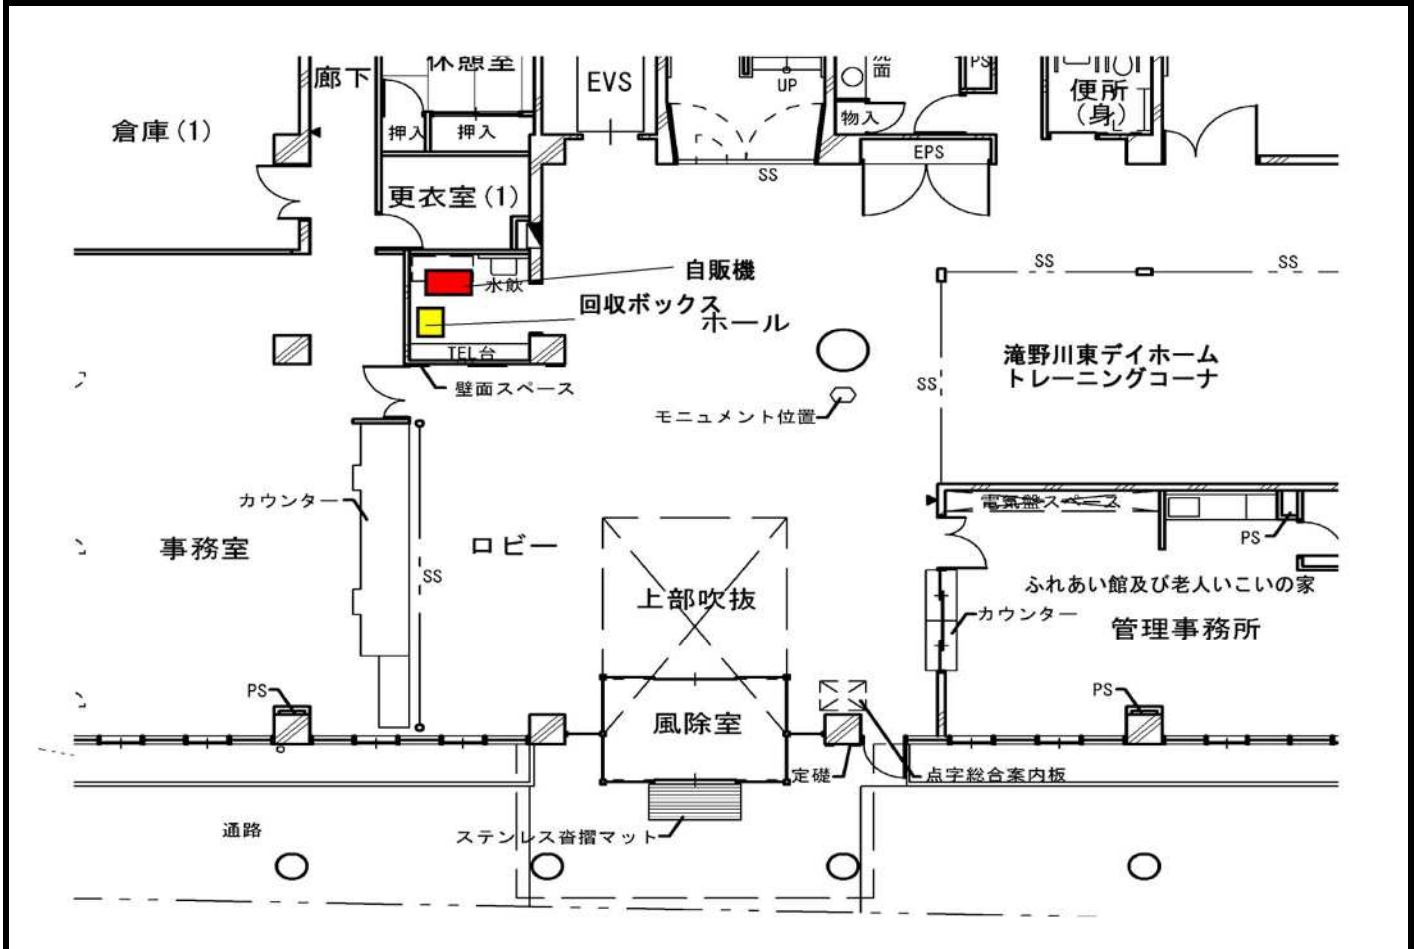 廊下
休憩室
EVS
UP
洗面
PS
便所
(身)
倉庫(1)
押入
押入
物入
EPS
SS
更衣室(1)
自販機
水飲
回収ボックス
ホール
SS
SS
TEL台
壁面スペース
滝野川東デイホーム
トレーニングコーナ
SS
モニュメント位置
カウンター
電気盤スペース
PS
事務室
ロビー
SS
上部吹抜
ふれあい館及び老人いこいの家
カウンター
管理事務所
PS
PS
風除室
定礎
点字総合案内板
通路
ステンレス沓摺マット